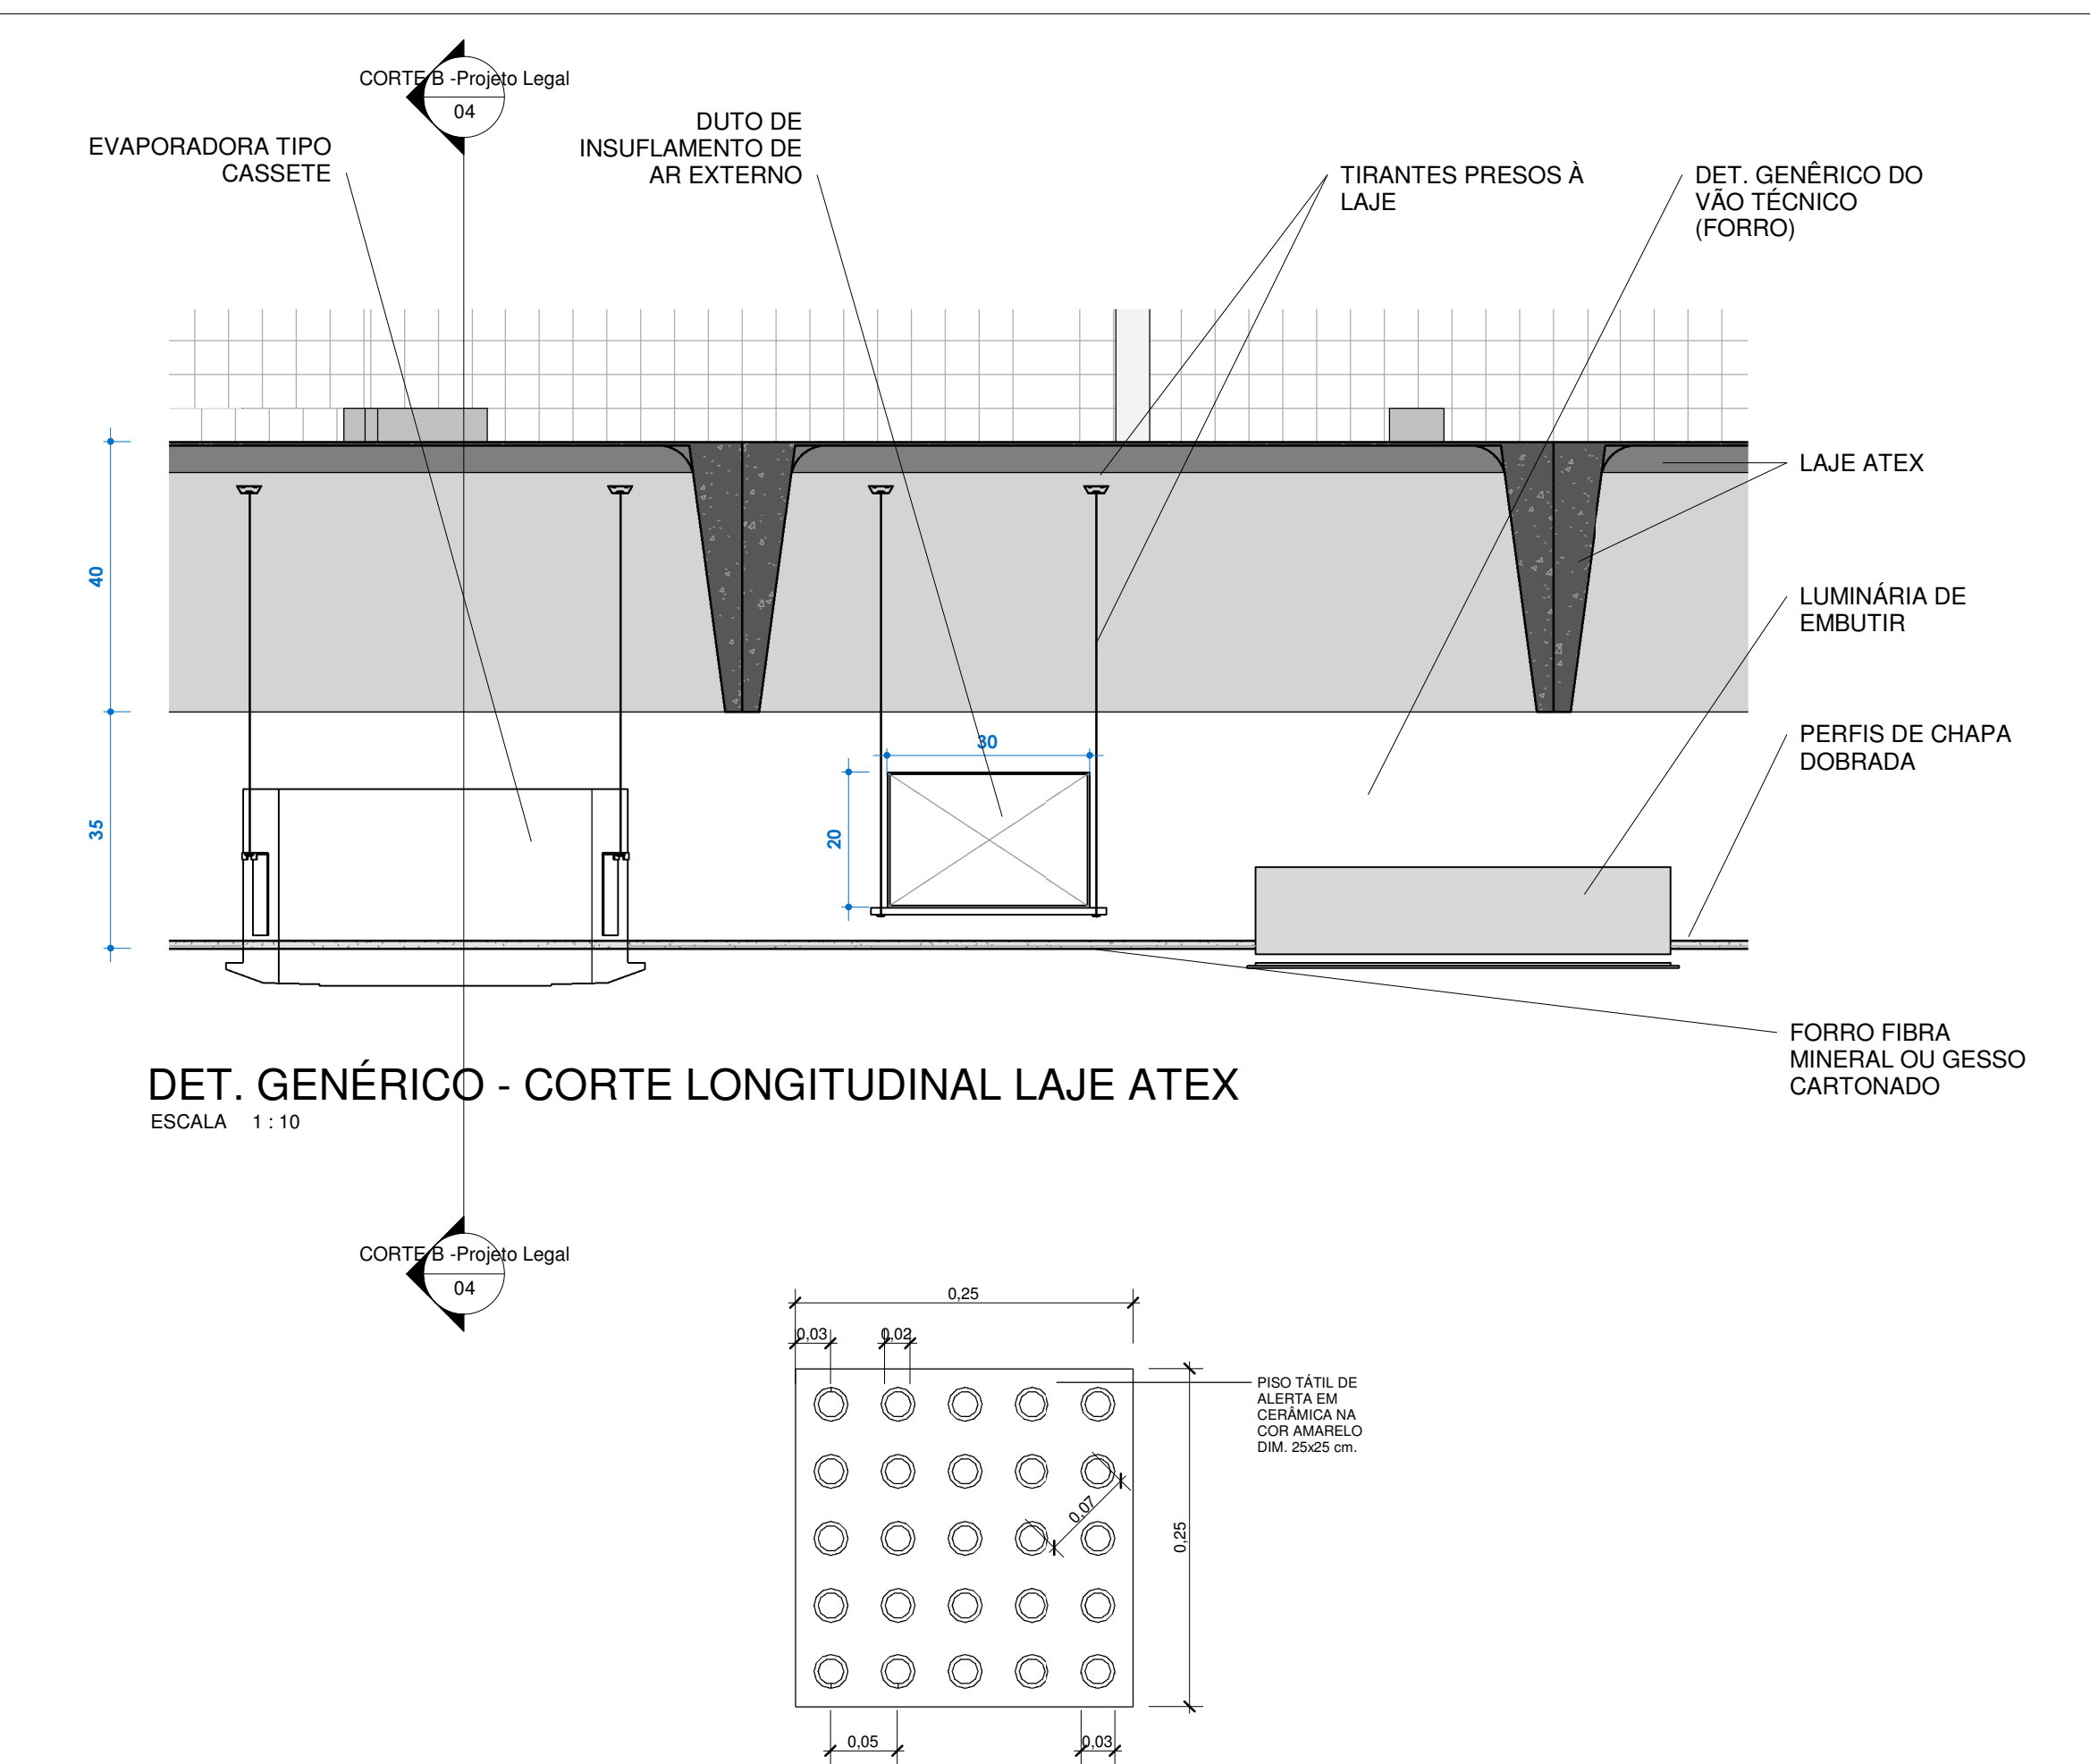 CORTE B -Projeto Legal
04
EVAPORADORA TIPO
CASSETE
DUTO DE
INSUFLAMENTO DE
AR EXTERNO
TIRANTES PRESOS À
LAJE
DET. GENÊRICO DO
VÃO TÉCNICO
(FORRO)
LAJE ATEX
40
LUMINÁRIA DE
EMBUTIR
PERFIS DE CHAPA
DOBRADA
30
35
20
FORRO FIBRA
MINERAL OU GESSO
CARTONADO
DET. GENÉRICO - CORTE LONGITUDINAL LAJE ATEX
ESCALA 1 : 10
CORTE B -Projeto Legal
04
0,25
0,03
0,02
PISO TÁTIL DE
ALERTA EM
CERÂMICA NA
COR AMARELO
DIM. 25x25 cm.
0,07
0,25
0,05
0,03